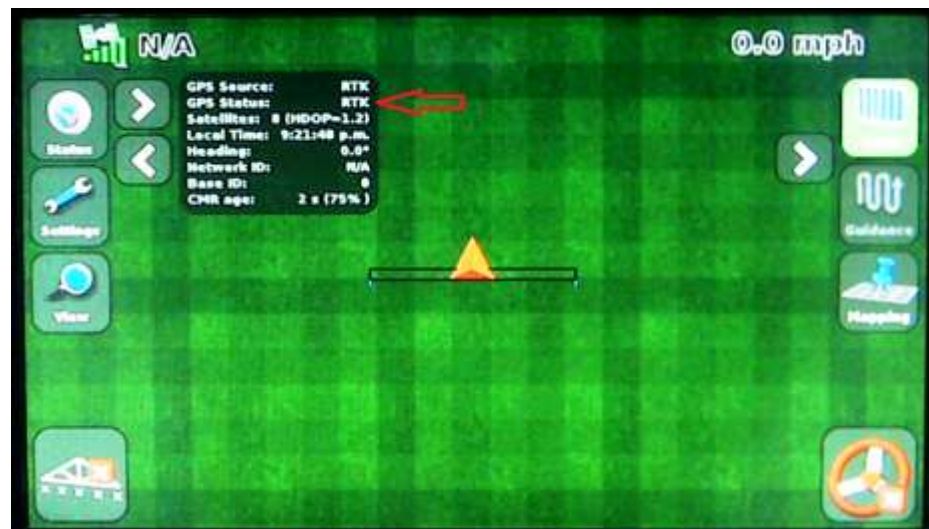 N/A
0.0 mph
GPS Source: RTK
GPS Status: RTK
Satellites: 8 (HDOP=1.2)
Local Time: 9:21:48 p.m.
Heading: 0.0°
Network ID: N/A
Base ID: 0
CMR age: 2 s (75% )
Status
Settings
View
Guidance
Mapping